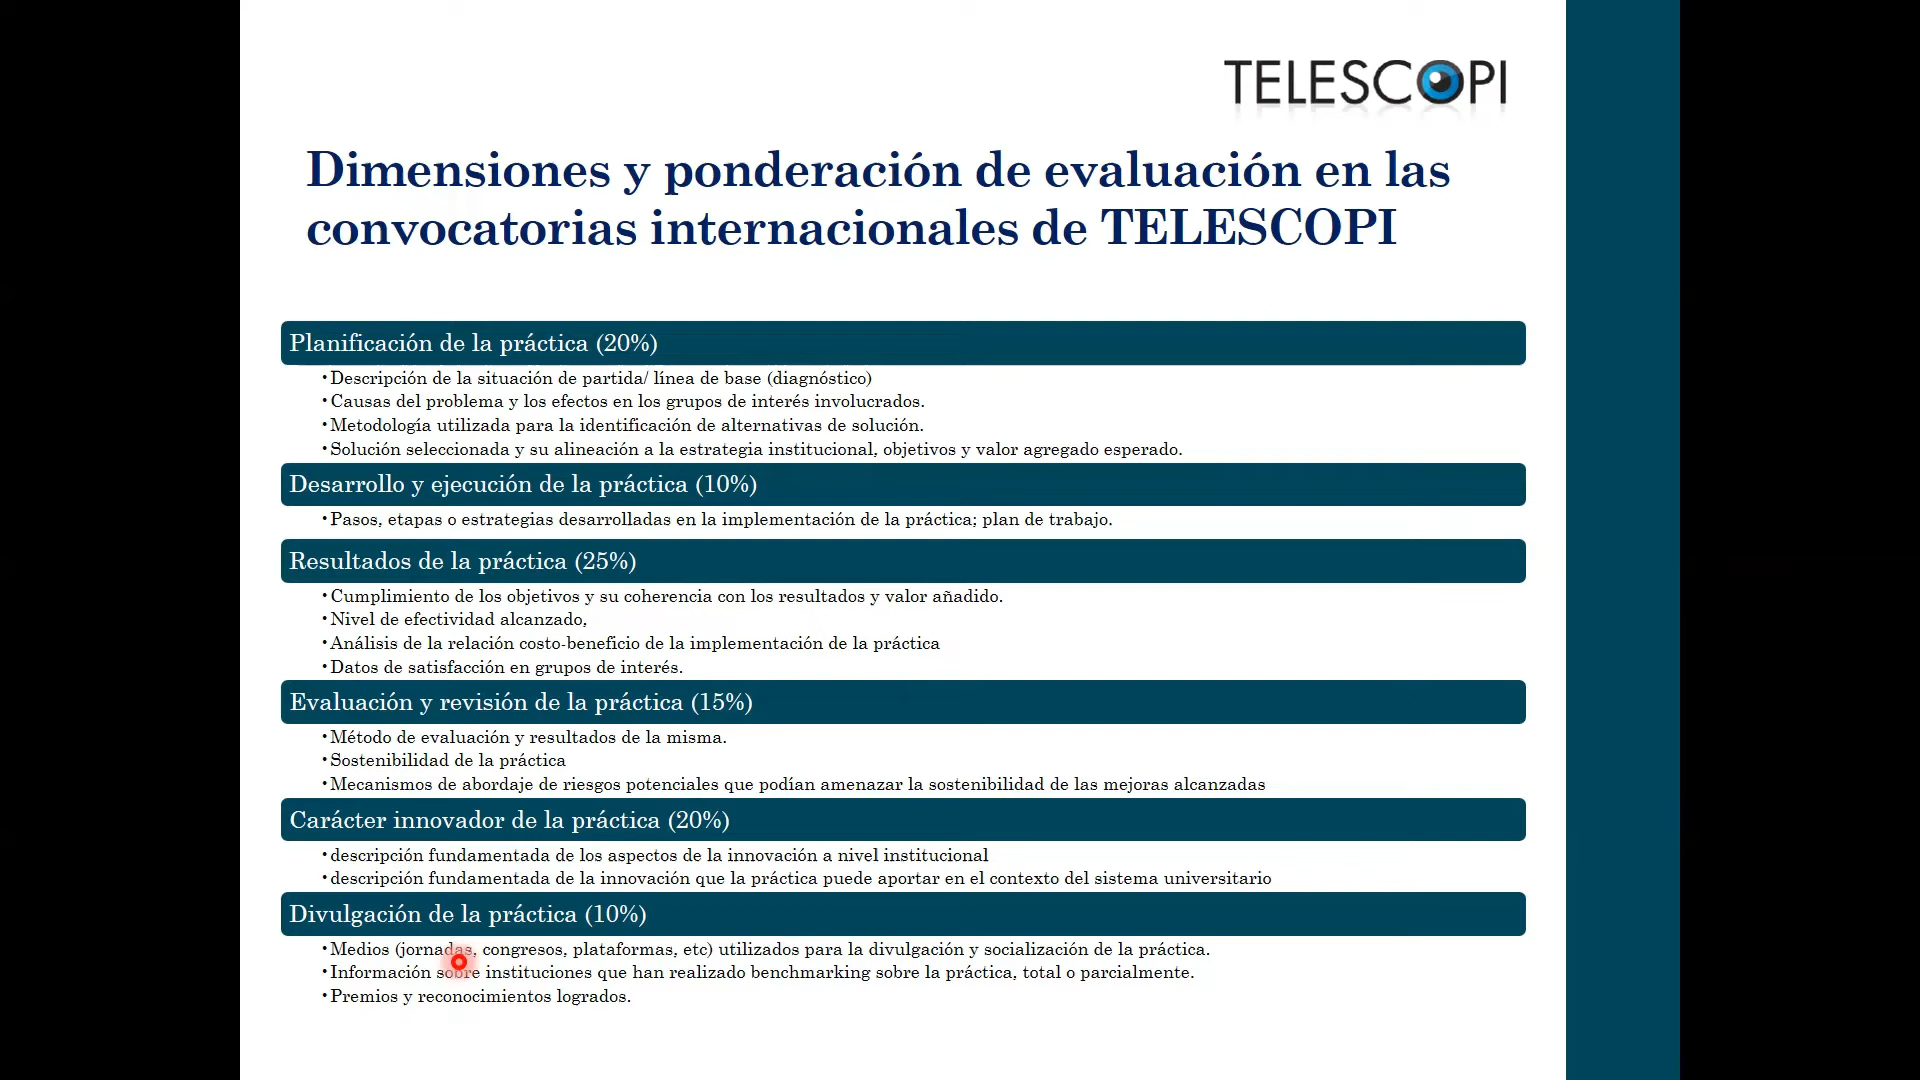 TELESCOPI
Dimensiones y ponderación de evaluación en las
convocatorias internacionales de TELESCOPI
Planificación de la práctica (20%)
•Descripción de la situación de partida/ línea de base (diagnóstico)
•Causas del problema y los efectos en los grupos de interés involucrados.
•Metodología utilizada para la identificación de alternativas de solución.
•Solución seleccionada y su alineación a la estrategia institucional, objetivos y valor agregado esperado.
Desarrollo y ejecución de la práctica (10%)
•Pasos, etapas o estrategias desarrolladas en la implementación de la práctica; plan de trabajo.
Resultados de la práctica (25%)
•Cumplimiento de los objetivos y su coherencia con los resultados y valor añadido.
•Nivel de efectividad alcanzado,
•Análisis de la relación costo-beneficio de la implementación de la práctica
•Datos de satisfacción en grupos de interés.
Evaluación y revisión de la práctica (15%)
•Método de evaluación y resultados de la misma.
•Sostenibilidad de la práctica
•Mecanismos de abordaje de riesgos potenciales que podían amenazar la sostenibilidad de las mejoras alcanzadas
Carácter innovador de la práctica (20%)
•descripción fundamentada de los aspectos de la innovación a nivel institucional
•descripción fundamentada de la innovación que la práctica puede aportar en el contexto del sistema universitario
Divulgación de la práctica (10%)
•Medios (jornadas, congresos, plataformas, etc) utilizados para la divulgación y socialización de la práctica.
•Información sobre instituciones que han realizado benchmarking sobre la práctica, total o parcialmente.
•Premios y reconocimientos logrados.